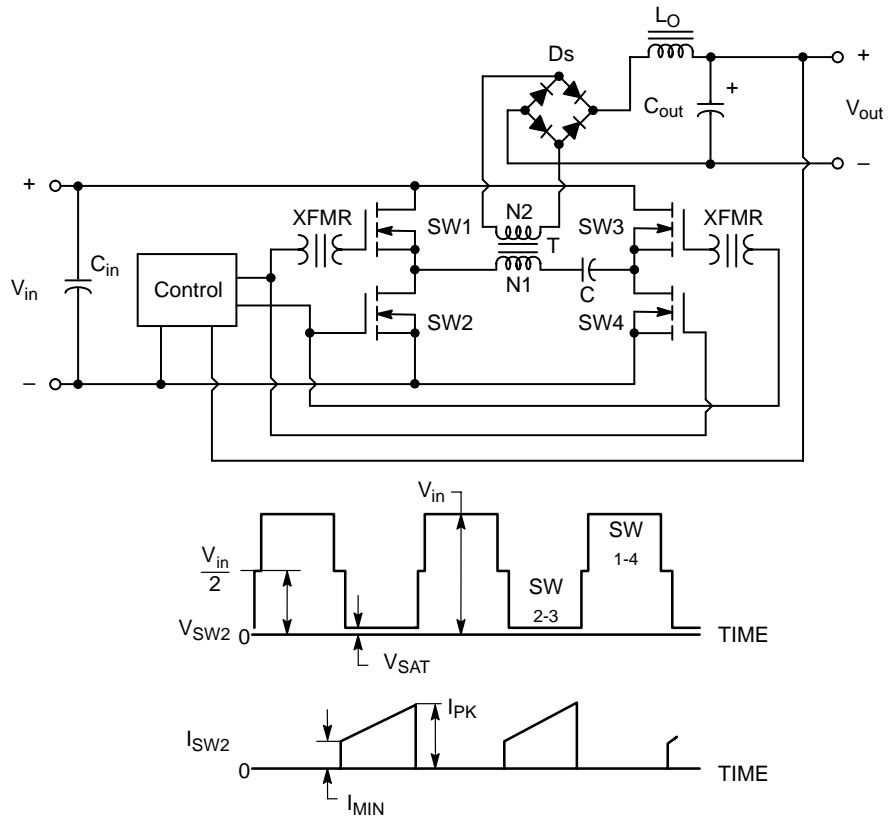 LO
Ds
+
+
Cout
Vout
–
+
XFMR
SW1
N2
T
SW3
XFMR
Cin
Vin
Control
N1
C
SW2
SW4
–
Vin
Vin
2
SW
1-4
SW
2-3
VSW2
0
TIME
VSAT
IPK
ISW2
0
TIME
IMIN